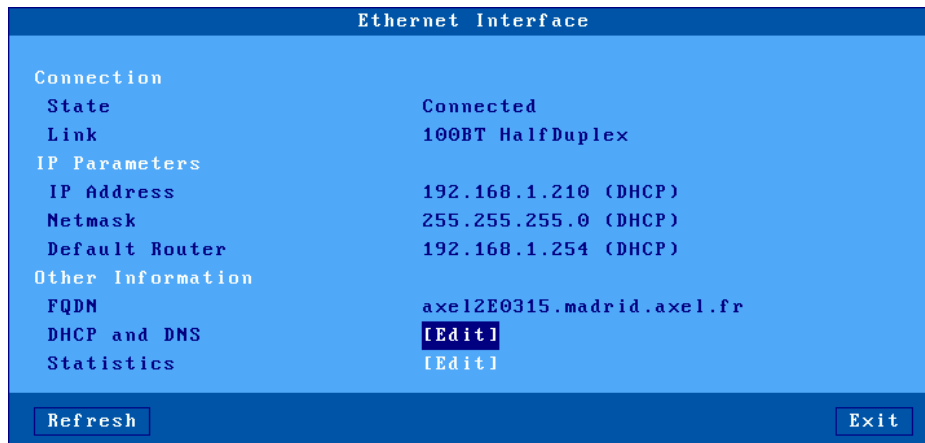 Ethernet Interface
Connection
State Connected
Link 100BT HalfDuplex
IP Parameters
IP Address 192.168.1.210 (DHCP)
Netmask 255.255.255.0 (DHCP)
Default Router 192.168.1.254 (DHCP)
Other Information
FQDN axel2E0315.madrid.axel.fr
DHCP and DNS [Edit]
Statistics [Edit]
Refresh Exit